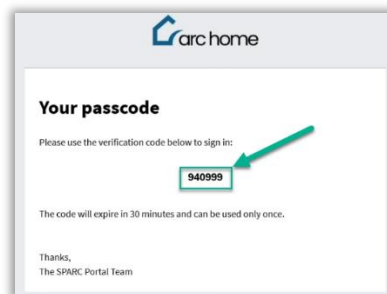 arc home
Your passcode
Please use the verification code below to sign in:
940999
The code will expire in 30 minutes and can be used only once.
Thanks,
The SPARC Portal Team